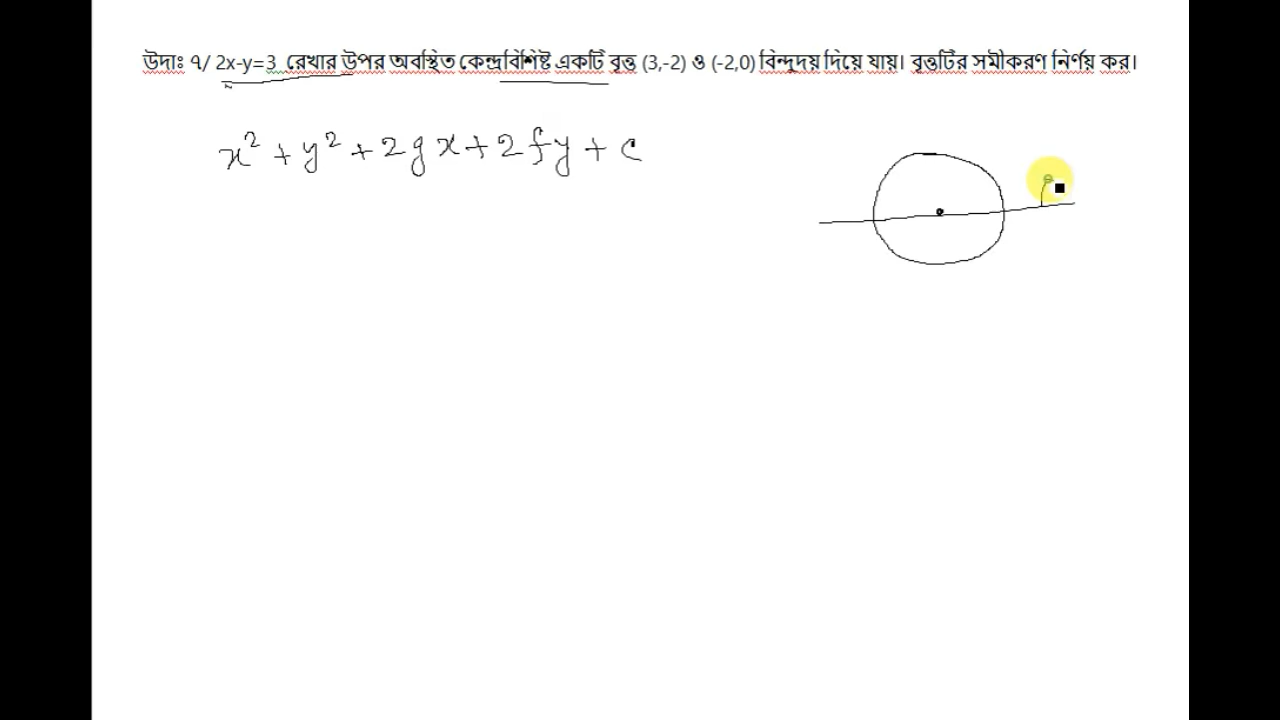 উদাঃ ৭/ 2x-y=3 রেখার উপর অবস্থিত কেন্দ্রবিশিষ্ট একটি বৃত্ত (3,-2) ও (-2,0) বিন্দুদয় দিয়ে যায়। বৃত্তটির সমীকরণ নির্ণয় কর।
x² + y² + 2gx + 2fy + c